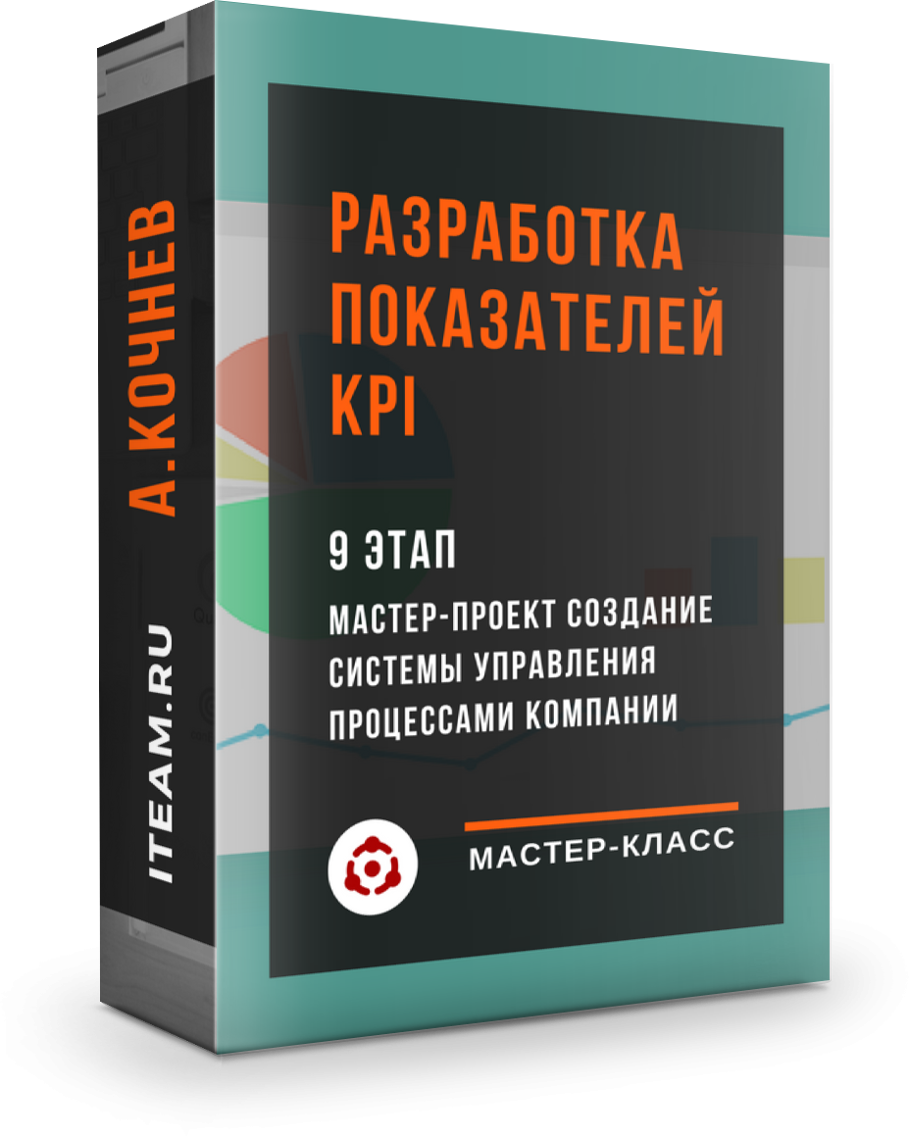 А.КОЧНЕВ
ITEAM.RU
РАЗРАБОТКА
ПОКАЗАТЕЛЕЙ
KPI
9 ЭТАП
МАСТЕР-ПРОЕКТ СОЗДАНИЕ
СИСТЕМЫ УПРАВЛЕНИЯ
ПРОЦЕССАМИ КОМПАНИИ
МАСТЕР-КЛАСС